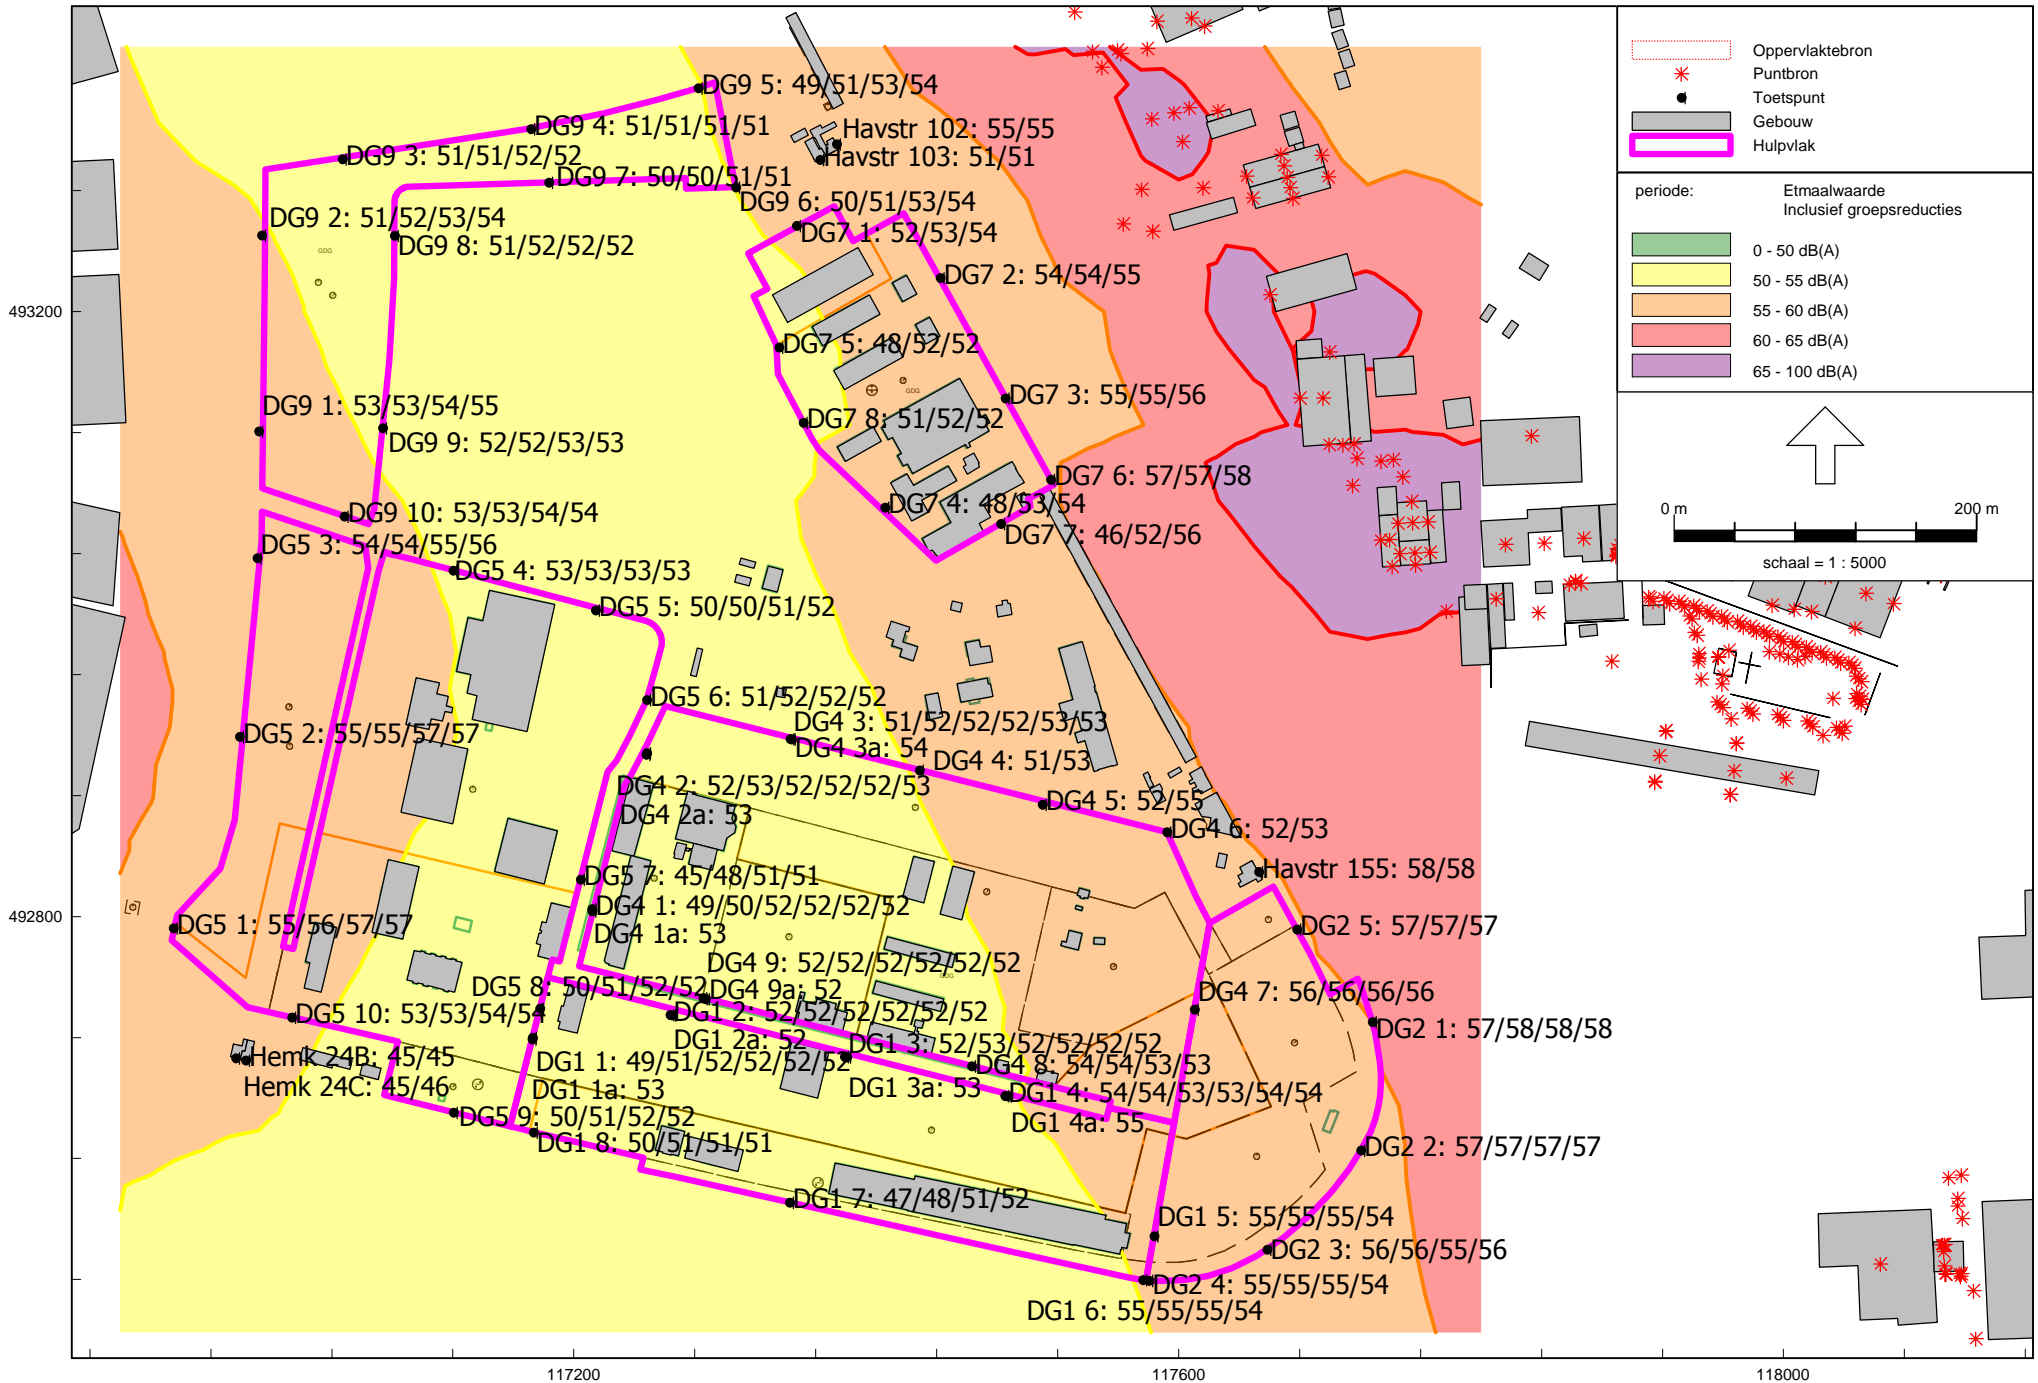 Oppervlaktebron
Puntbron
Toetspunt
Gebouw
Hulpvlak
periode: Etmaalwaarde
Inclusief groepsreducties
0 - 50 dB(A)
50 - 55 dB(A)
55 - 60 dB(A)
60 - 65 dB(A)
65 - 100 dB(A)
0 m 200 m
schaal = 1 : 5000
DG9 5: 49/51/53/54
DG9 4: 51/51/51/51
Havstr 102: 55/55
DG9 3: 51/51/52/52
Havstr 103: 51/51
DG9 7: 50/50/51/51
DG9 6: 50/51/53/54
DG9 2: 51/52/53/54
DG7 1: 52/53/54
DG9 8: 51/52/52/52
GDG
DG7 2: 54/54/55
493200
DG7 5: 48/52/52
GDG
DG7 3: 55/55/56
DG9 1: 53/53/54/55
DG7 8: 51/52/52
DG9 9: 52/52/53/53
DG7 6: 57/57/58
DG7 4: 48/53/54
DG9 10: 53/53/54/54
DG7 7: 46/52/56
DG5 3: 54/54/55/56
DG5 4: 53/53/53/53
DG5 5: 50/50/51/52
DG5 6: 51/52/52/52
DG4 3: 51/52/52/52/53/53
DG5 2: 55/55/57/57
DG4 3a: 54
DG4 4: 51/53
DG4 2: 52/53/52/52/52/53
DG4 5: 52/55
DG4 2a: 53
DG4 6: 52/53
Havstr 155: 58/58
DG5 7: 45/48/51/51
DG4 1: 49/50/52/52/52/52
492800
DG5 1: 55/56/57/57
DG2 5: 57/57/57
DG4 1a: 53
DG4 9: 52/52/52/52/52/52
GDG
DG5 8: 50/51/52/52
DG4 9a: 52
DG4 7: 56/56/56/56
DG5 10: 53/53/54/54
DG1 2: 52/52/52/52/52/52
DG2 1: 57/58/58/58
DG1 2a: 52
DG1 3: 52/53/52/52/52/52
Hemk 24B: 45/45
DG1 1: 49/51/52/52/52/52
DG4 8: 54/54/53/53
Hemk 24C: 45/46
DG1 1a: 53
DG1 3a: 53
DG1 4: 54/54/53/53/54/54
DG5 9: 50/51/52/52
DG1 4a: 55
DG1 8: 50/51/51/51
DG2 2: 57/57/57/57
DG1 7: 47/48/51/52
DG1 5: 55/55/55/54
DG2 3: 56/56/55/56
DG2 4: 55/55/55/54
DG1 6: 55/55/55/54
117200
117600
118000